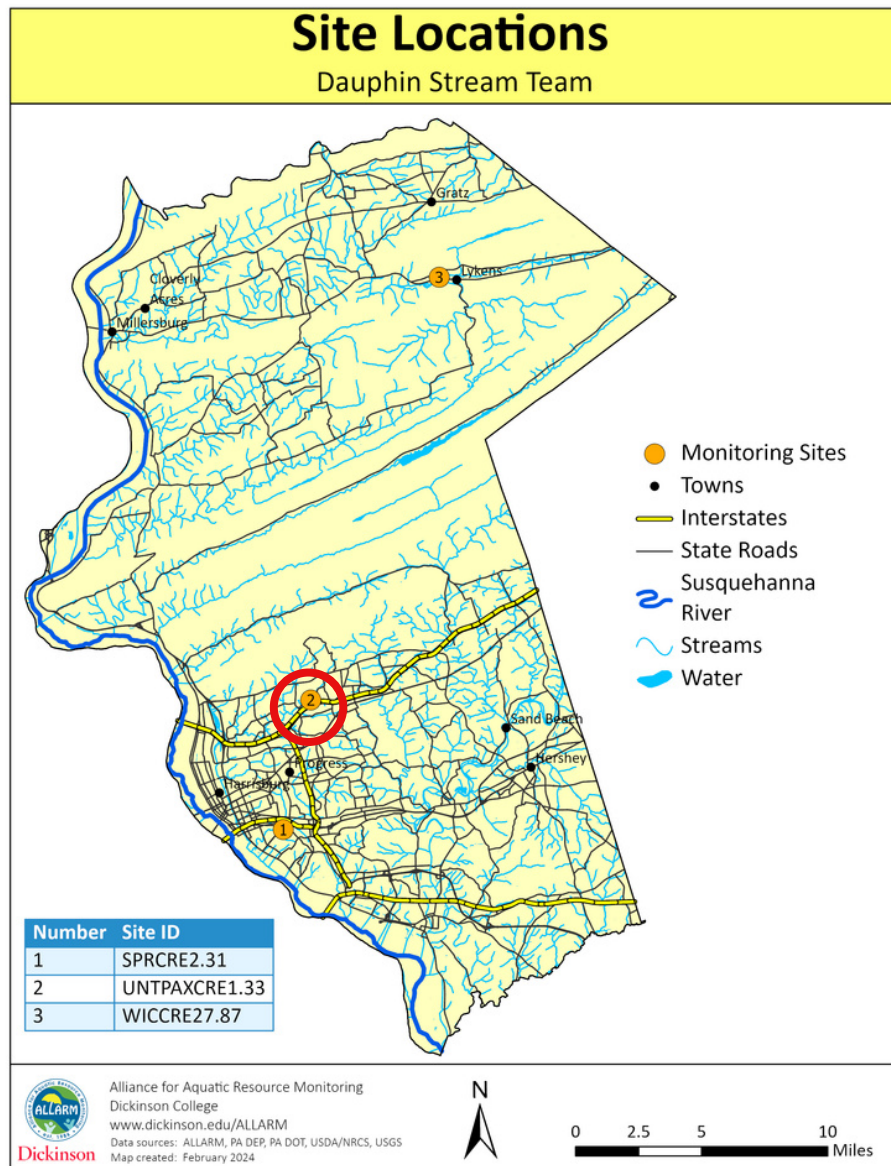 Site Locations
Dauphin Stream Team
Gratz
3
Lykens
Cloverly
Acres
Millersburg
Monitoring Sites
Towns
Interstates
State Roads
Susquehanna
River
Streams
Water
2
Sand Beach
Progress
Hershey
Harrisburg
1
Number Site ID
1 SPRCRE2.31
2 UNTPAXCRE1.33
3 WICCRE27.87
ALLARM
Dickinson
Alliance for Aquatic Resource Monitoring
Dickinson College
www.dickinson.edu/ALLARM
Data sources: ALLARM, PA DEP, PA DOT, USDA/NRCS, USGS
Map created: February 2024
N
0 2.5 5 10
Miles